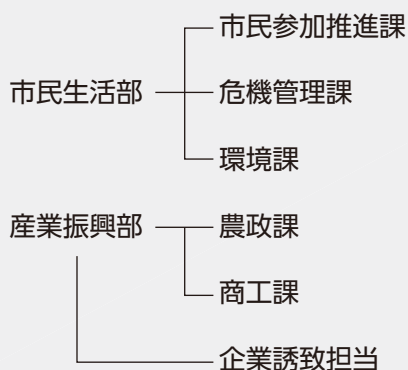 市民参加推進課
市民生活部
危機管理課
環境課
産業振興部
農政課
商工課
企業誘致担当